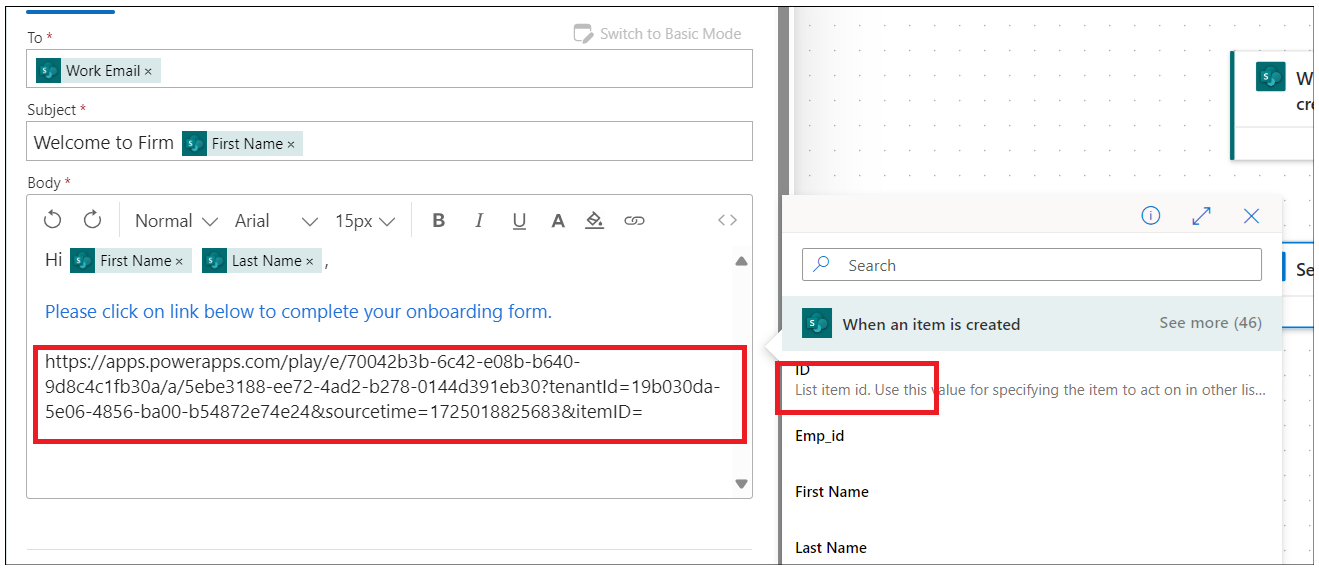 To *
Switch to Basic Mode
Work Email ×
Subject *
Welcome to Firm First Name ×
Body *
Normal Arial 15px B I U A <>
Hi First Name × Last Name × ,
Please click on link below to complete your onboarding form.
https://apps.powerapps.com/play/e/70042b3b-6c42-e08b-b640-
9d8c4c1fb30a/a/5ebe3188-ee72-4ad2-b278-0144d391eb30?tenantId=19b030da-
5e06-4856-ba00-b54872e74e24&sourcetime=1725018825683&itemID=
W
cre
Se
Search
When an item is created See more (46)
ID
List item id. Use this value for specifying the item to act on in other lis...
Emp_id
First Name
Last Name